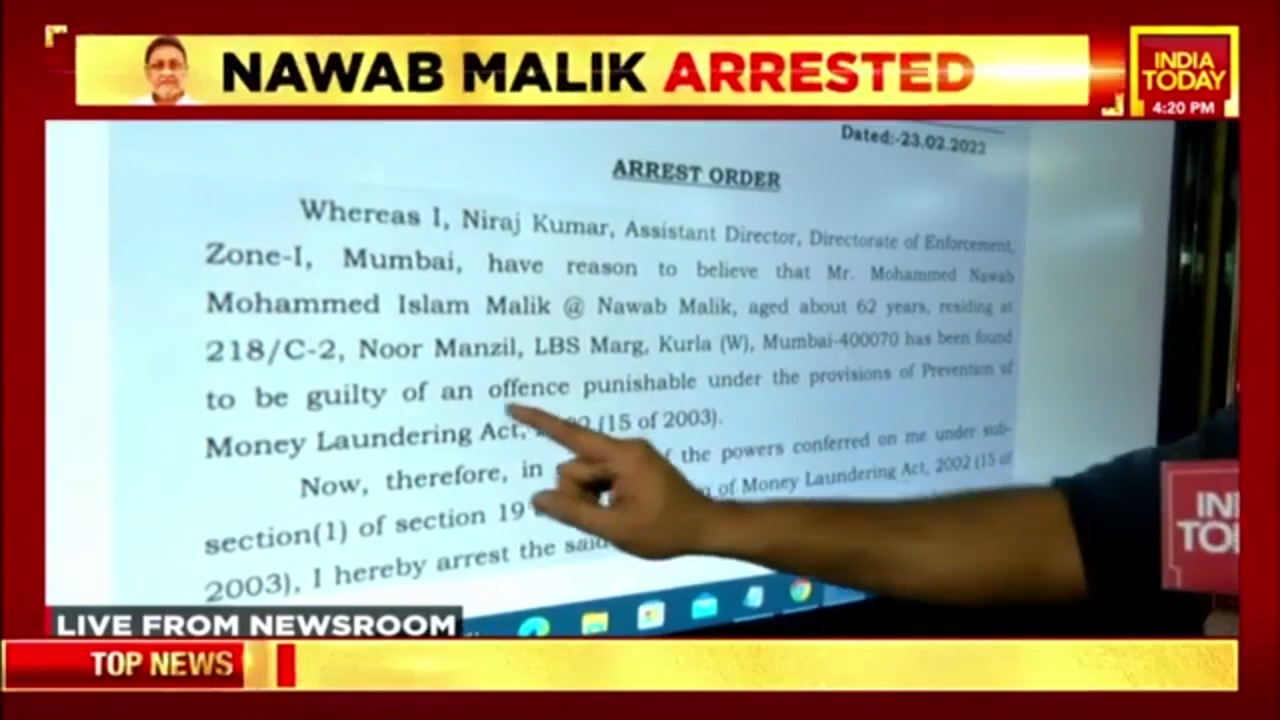 NAWAB MALIK ARRESTED
INDIA
TODAY
4:20 PM
Dated:-23.02.2022
ARREST ORDER
Whereas I, Niraj Kumar, Assistant Director, Directorate of Enforcement,
Zone-I, Mumbai, have reason to believe that Mr. Mohammed Nawab
Mohammed Islam Malik @ Nawab Malik, aged about 62 years, residing at
218/C-2, Noor Manzil, LBS Marg, Kurla (W), Mumbai-400070 has been found
to be guilty of an offence punishable under the provisions of Prevention of
Money Laundering Act, (15 of 2003).
Now, therefore, in the powers conferred on me under sub-
section(1) of section 19 of Money Laundering Act, 2002 (15 of
2003), I hereby arrest the said
IN
TO
LIVE FROM NEWSROOM
TOP NEWS